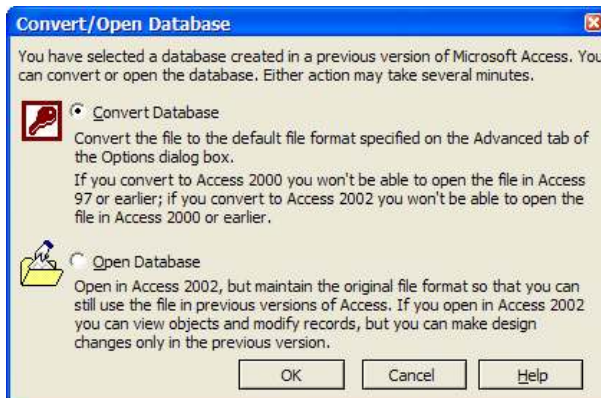 Convert/Open Database
You have selected a database created in a previous version of Microsoft Access. You
can convert or open the database. Either action may take several minutes.
Convert Database
Convert the file to the default file format specified on the Advanced tab of
the Options dialog box.
If you convert to Access 2000 you won't be able to open the file in Access
97 or earlier; if you convert to Access 2002 you won't be able to open the
file in Access 2000 or earlier.
Open Database
Open in Access 2002, but maintain the original file format so that you can
still use the file in previous versions of Access. If you open in Access 2002
you can view objects and modify records, but you can make design
changes only in the previous version.
OK Cancel Help